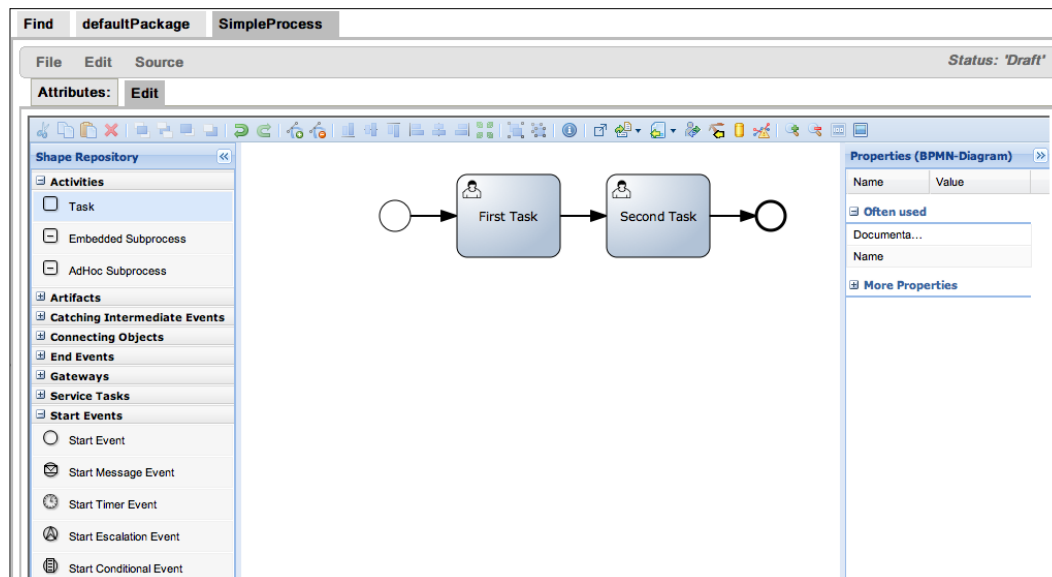 Find defaultPackage SimpleProcess
File Edit Source Status: 'Draft'
Attributes: Edit
Shape Repository
Activities
Task
Embedded Subprocess
AdHoc Subprocess
Artifacts
Catching Intermediate Events
Connecting Objects
End Events
Gateways
Service Tasks
Start Events
Start Event
Start Message Event
Start Timer Event
Start Escalation Event
Start Conditional Event
First Task
Second Task
Properties (BPMN-Diagram)
Name Value
Often used
Documenta...
Name
More Properties